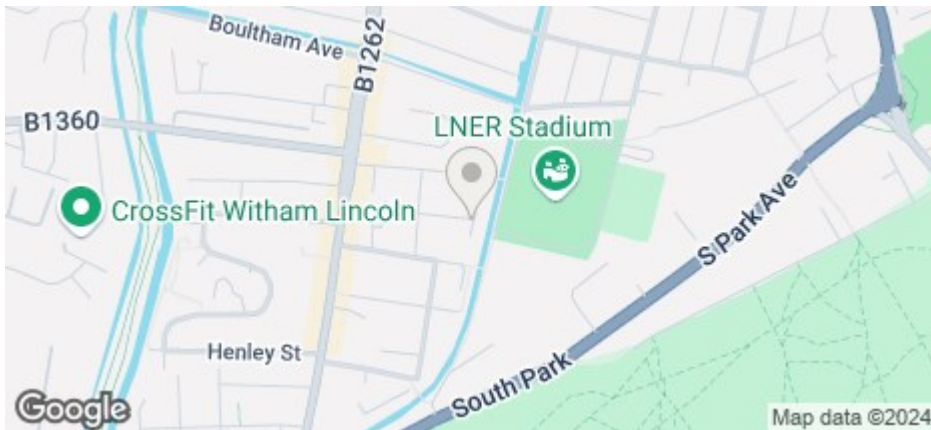 Boultham Ave
B1262
B1360
LNER Stadium
CrossFit Witham Lincoln
S Park Ave
Henley St
South Park
Google
Map data ©2024